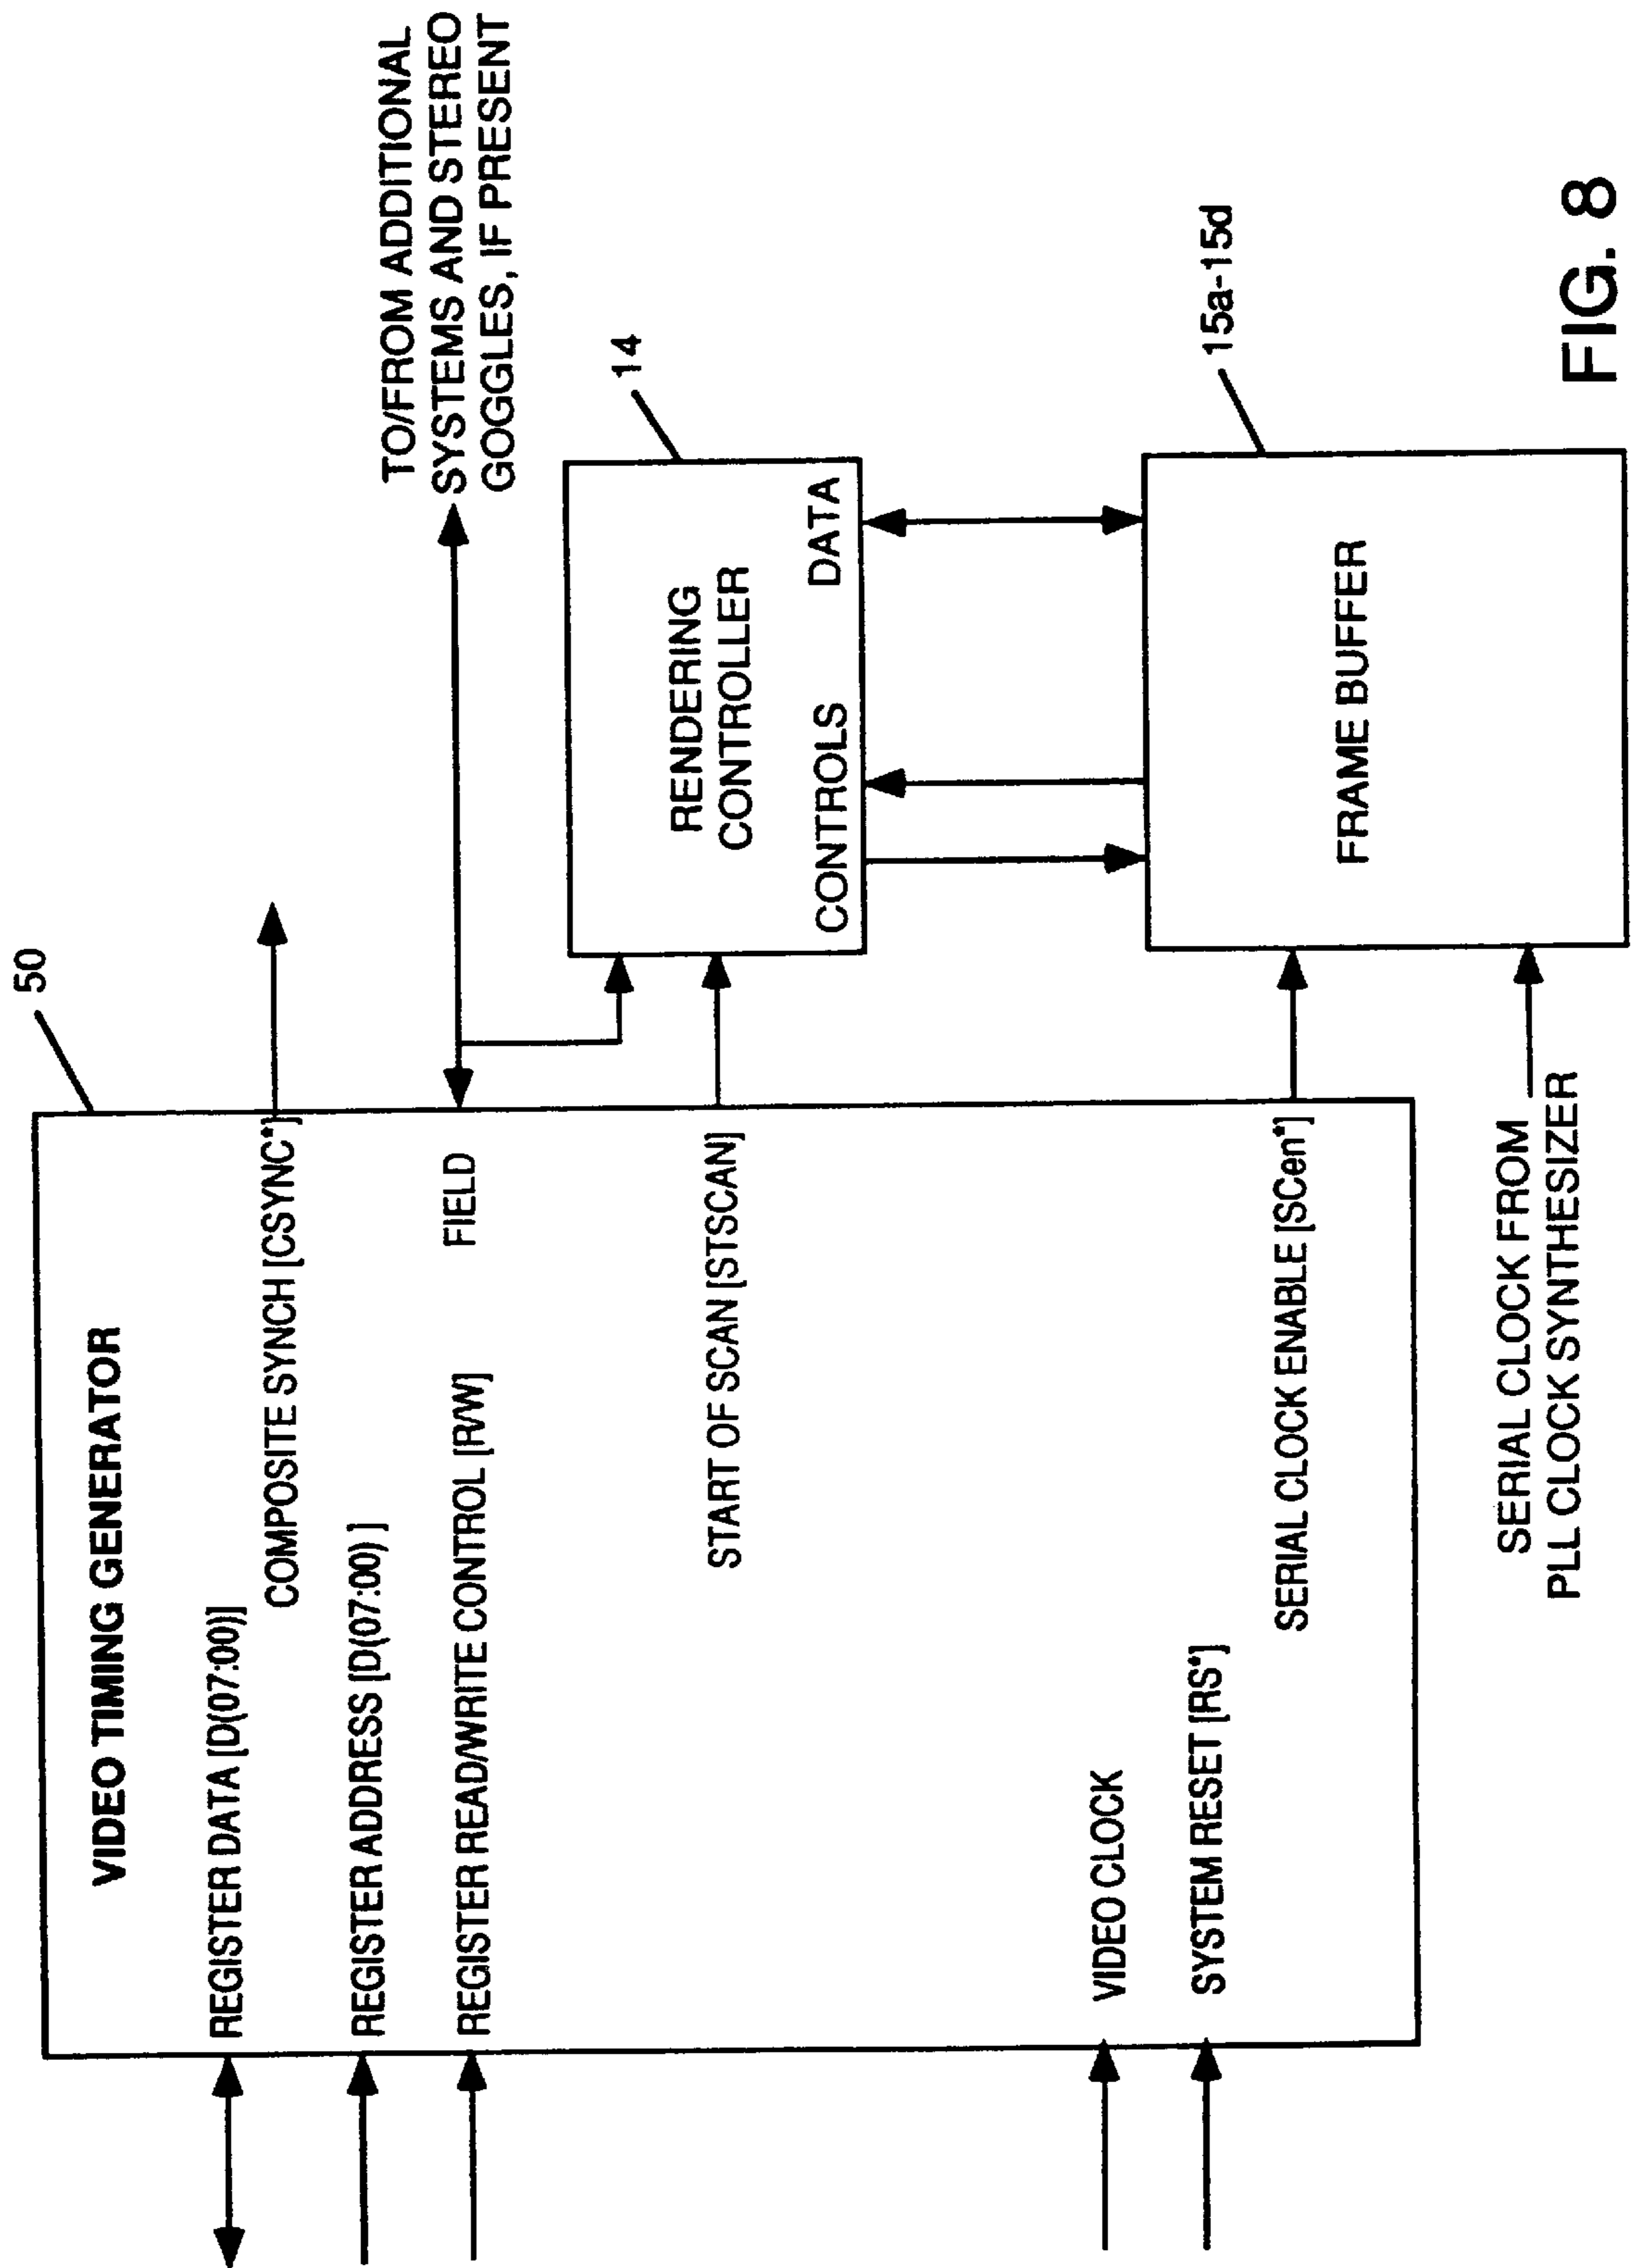 50
VIDEO TIMING GENERATOR
REGISTER DATA [D(07:00)]
COMPOSITE SYNCH [CSYNC*]
REGISTER ADDRESS [D(07:00) ]
REGISTER READ/WRITE CONTROL [R/W]
FIELD
START OF SCAN [STSCAN]
VIDEO CLOCK
SYSTEM RESET [RS*]
SERIAL CLOCK ENABLE [SCen*]
TO/FROM ADDITIONAL
SYSTEMS AND STEREO
GOGGLES, IF PRESENT
14
RENDERING
CONTROLLER
CONTROLS
DATA
15a-15d
FRAME BUFFER
SERIAL CLOCK FROM
PLL CLOCK SYNTHESIZER
FIG. 8